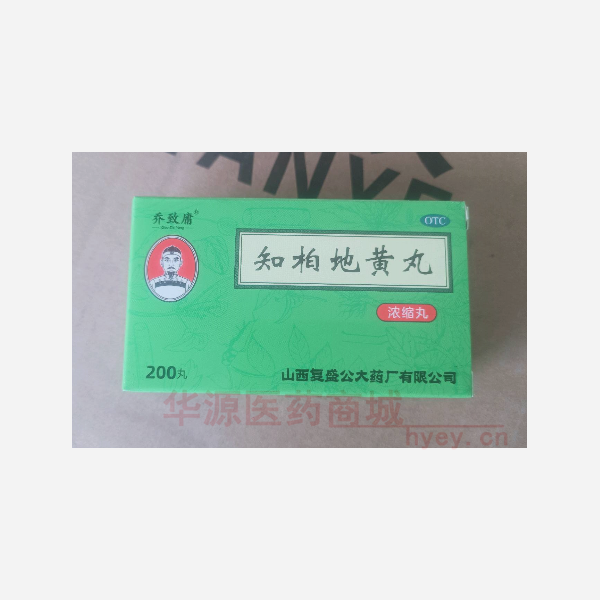 乔致庸®
OTC
知柏地黄丸
浓缩丸
200丸
山西复盛公大药厂有限公司
华源医药商城
hyey.cn